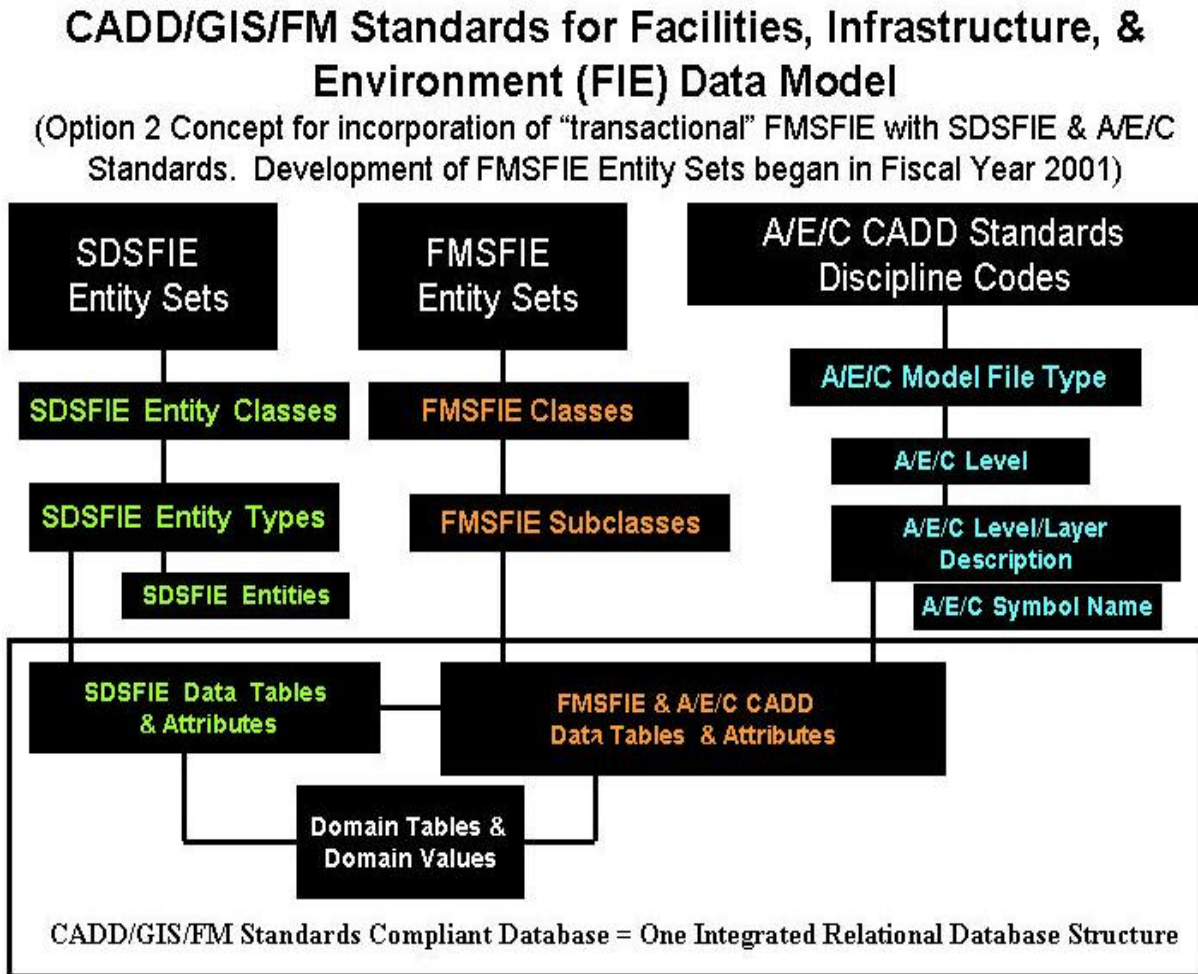 CADD/GIS/FM Standards for Facilities, Infrastructure, &
Environment (FIE) Data Model
(Option 2 Concept for incorporation of “transactional” FMSFIE with SDSFIE & A/E/C
Standards.  Development of FMSFIE Entity Sets began in Fiscal Year 2001)
SDSFIE
Entity Sets
FMSFIE
Entity Sets
A/E/C CADD Standards
Discipline Codes
SDSFIE Entity Classes
FMSFIE Classes
A/E/C Model File Type
A/E/C Level
SDSFIE Entity Types
FMSFIE Subclasses
A/E/C Level/Layer
Description
SDSFIE Entities
A/E/C Symbol Name
SDSFIE Data Tables
& Attributes
FMSFIE & A/E/C CADD
Data Tables & Attributes
Domain Tables &
Domain Values
CADD/GIS/FM Standards Compliant Database = One Integrated Relational Database Structure